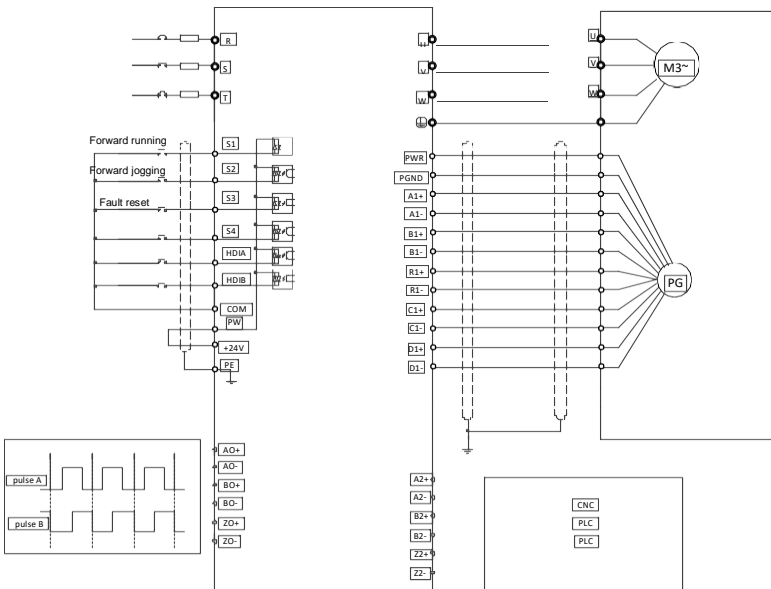 R
S
T
U
V
W
U
V
W
M3~
Forward running
Forward jogging
Fault reset
S1
S2
S3
S4
HDIA
HDIB
COM
PW
+24V
PE
PWR
PGND
A1+
A1-
B1+
B1-
R1+
R1-
C1+
C1-
D1+
D1-
PG
pulse A
pulse B
AO+
AO-
BO+
BO-
ZO+
ZO-
A2+
A2-
B2+
B2-
Z2+
Z2-
CNC
PLC
PLC